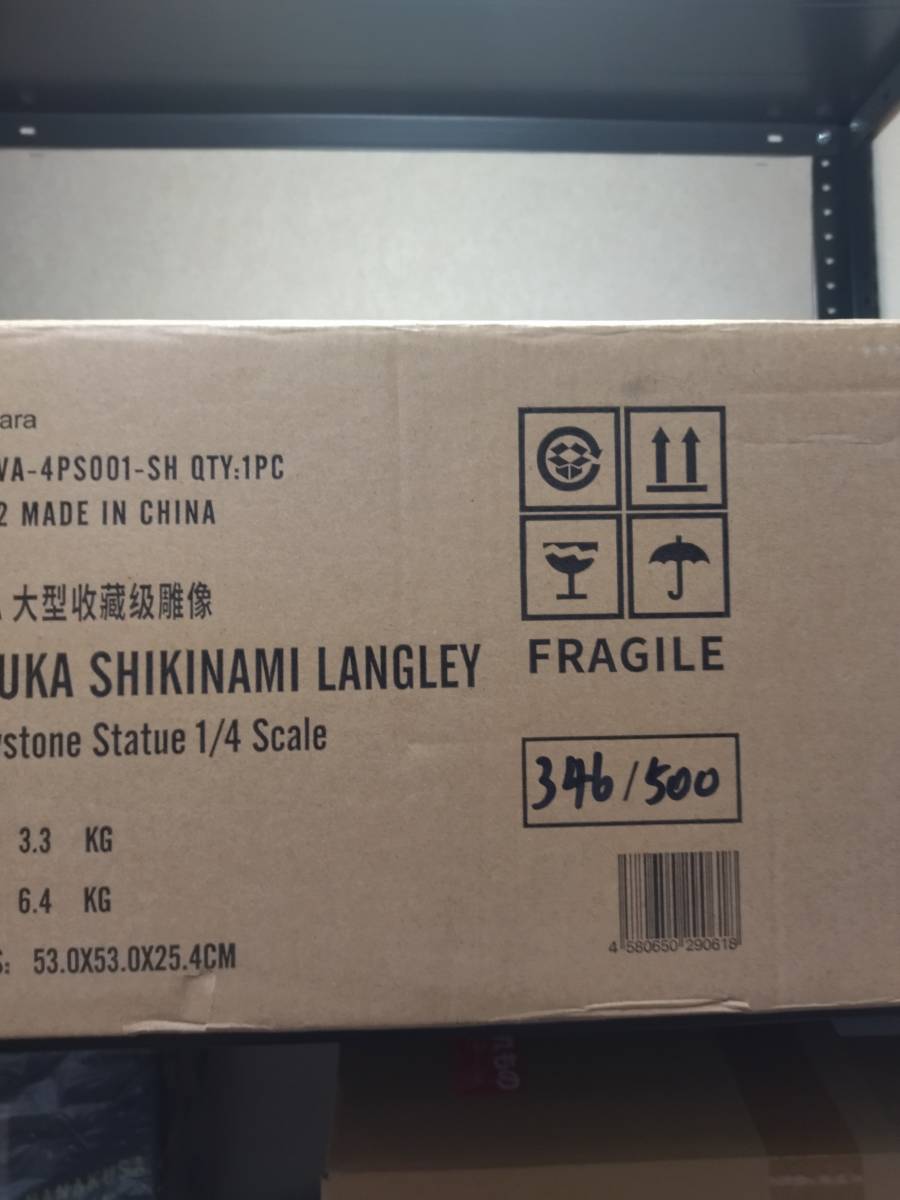 ara
VA-4PS001-SH QTY:1PC
2 MADE IN CHINA
大型收藏级雕像
UKA SHIKINAMI LANGLEY
ystone Statue 1/4 Scale
3.3 KG
6.4 KG
S: 53.0X53.0X25.4CM
FRAGILE
346/500
4 580650 290618